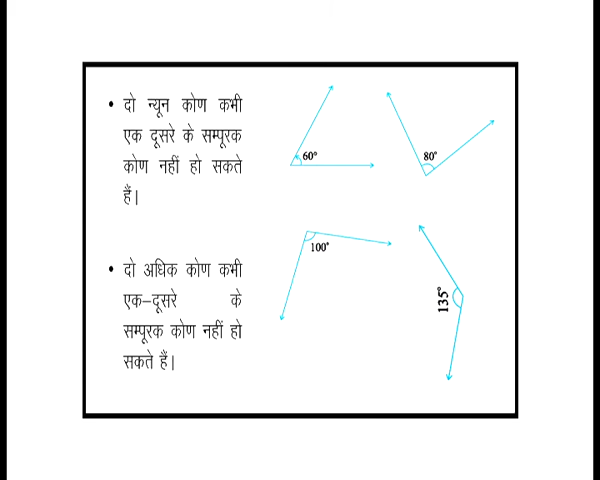 • दो न्यून कोण कभी
एक दूसरे के सम्पूरक
कोण नहीं हो सकते
हैं।
60°
80°
100°
• दो अधिक कोण कभी
एक–दूसरे के
सम्पूरक कोण नहीं हो
सकते हैं।
135°